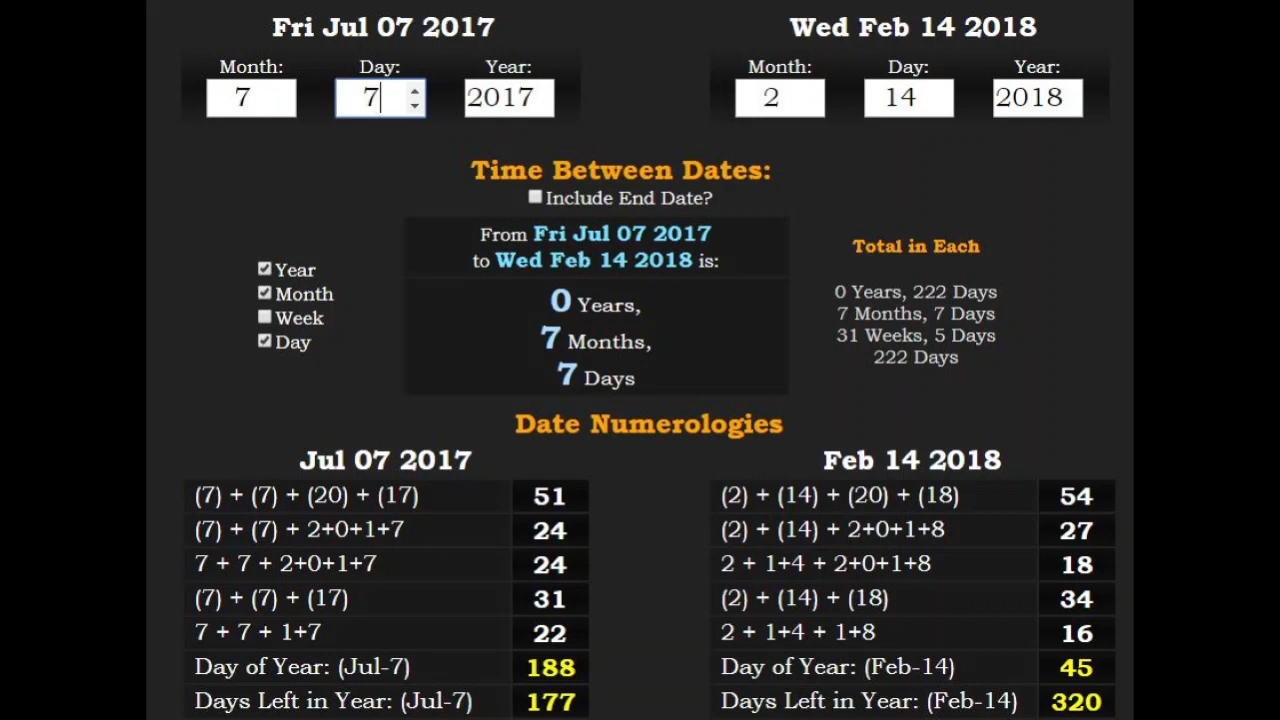 Fri Jul 07 2017
Month: Day: Year:
7 7 2017
Wed Feb 14 2018
Month: Day: Year:
2 14 2018
Time Between Dates:
Include End Date?
Year
Month
Week
Day
From Fri Jul 07 2017
to Wed Feb 14 2018 is:
0 Years,
7 Months,
7 Days
Total in Each
0 Years, 222 Days
7 Months, 7 Days
31 Weeks, 5 Days
222 Days
Date Numerologies
Jul 07 2017
(7) + (7) + (20) + (17) 51
(7) + (7) + 2+0+1+7 24
7 + 7 + 2+0+1+7 24
(7) + (7) + (17) 31
7 + 7 + 1+7 22
Day of Year: (Jul-7) 188
Days Left in Year: (Jul-7) 177
Feb 14 2018
(2) + (14) + (20) + (18) 54
(2) + (14) + 2+0+1+8 27
2 + 1+4 + 2+0+1+8 18
(2) + (14) + (18) 34
2 + 1+4 + 1+8 16
Day of Year: (Feb-14) 45
Days Left in Year: (Feb-14) 320